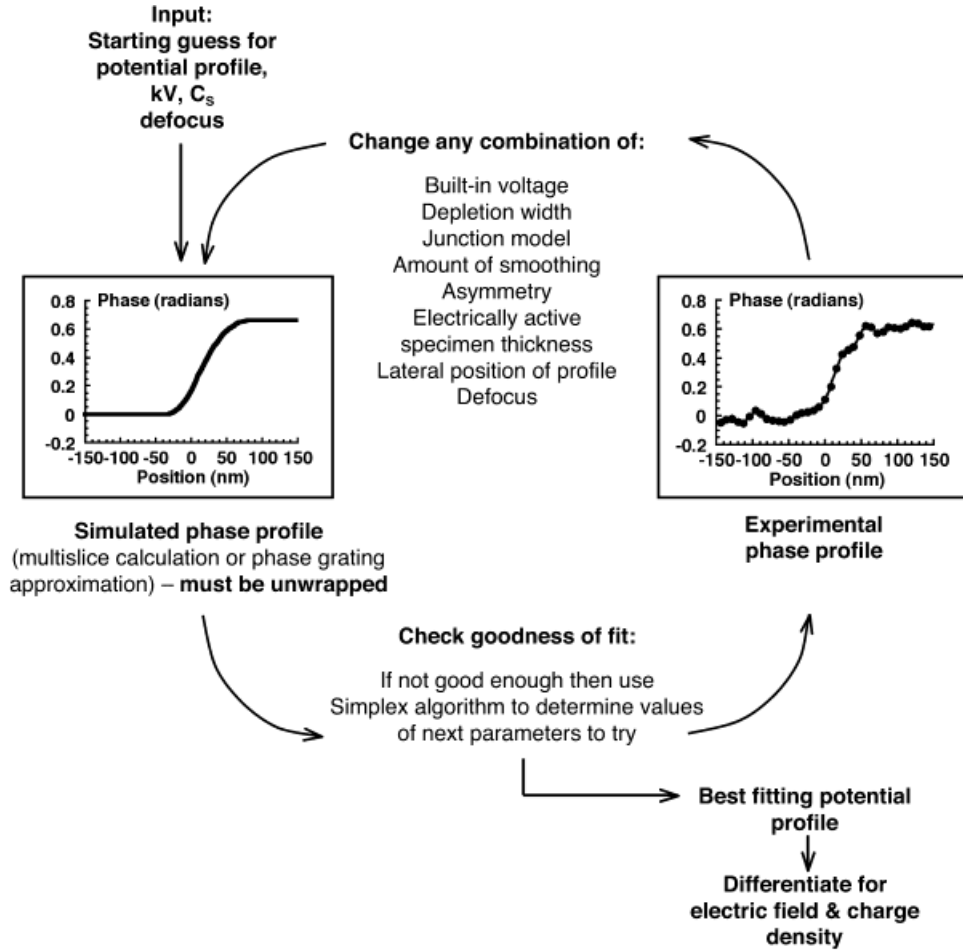 Input:
Starting guess for
potential profile,
kV, Cs
defocus
Change any combination of:
Built-in voltage
Depletion width
Junction model
Amount of smoothing
Asymmetry
Electrically active
specimen thickness
Lateral position of profile
Defocus
0.8
Phase (radians)
0.6
0.4
0.2
0
-0.2
-150 -100 -50 0 50 100 150
Position (nm)
Simulated phase profile
(multislice calculation or phase grating
approximation) – must be unwrapped
0.8
Phase (radians)
0.6
0.4
0.2
0
-0.2
-150 -100 -50 0 50 100 150
Position (nm)
Experimental
phase profile
Check goodness of fit:
If not good enough then use
Simplex algorithm to determine values
of next parameters to try
Best fitting potential
profile
Differentiate for
electric field & charge
density